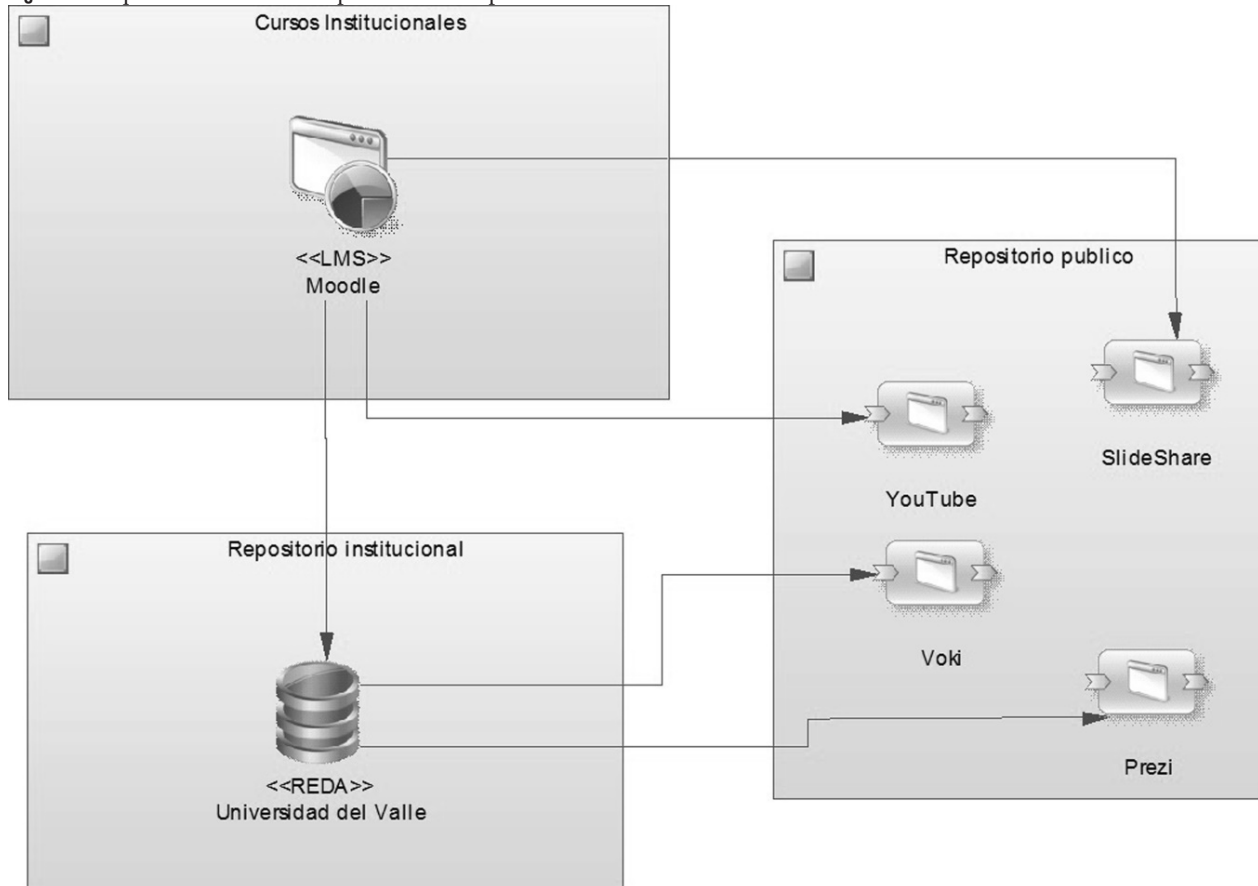 Cursos Institucionales
<<LMS>>
Moodle
Repositorio publico
SlideShare
YouTube
Voki
Prezi
Repositorio institucional
<<REDA>>
Universidad del Valle